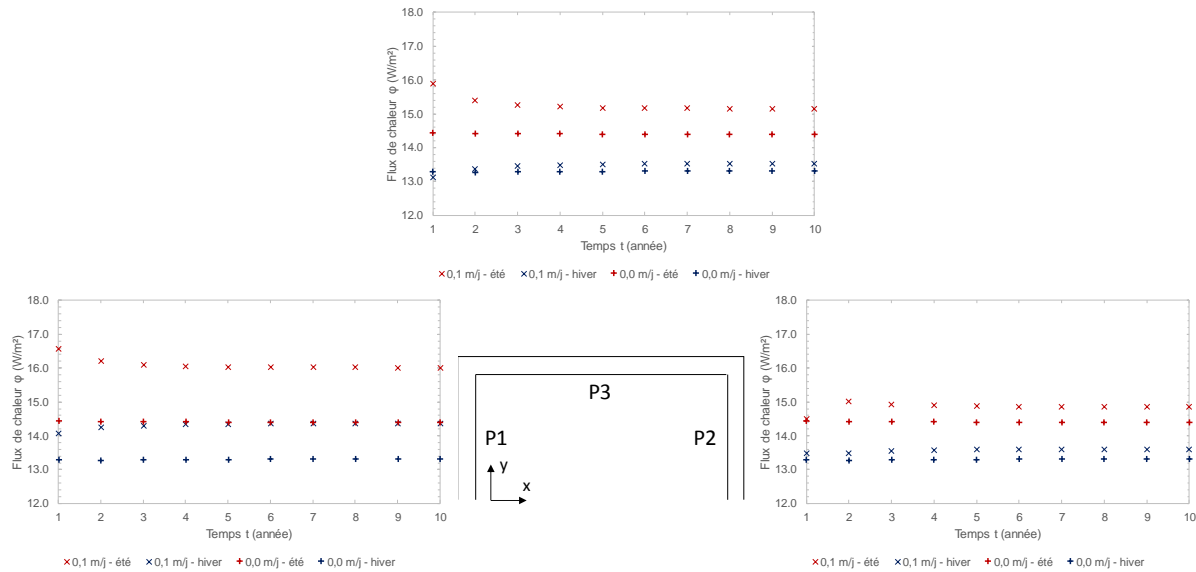 Flux de chaleur φ (W/m²)
18.0
17.0
16.0
15.0
14.0
13.0
12.0
1 2 3 4 5 6 7 8 9 10
Temps t (année)
×0,1 m/j - été ×0,1 m/j - hiver +0,0 m/j - été +0,0 m/j - hiver
Flux de chaleur φ (W/m²)
18.0
17.0
16.0
15.0
14.0
13.0
12.0
1 2 3 4 5 6 7 8 9 10
Temps t (année)
×0,1 m/j - été ×0,1 m/j - hiver +0,0 m/j - été +0,0 m/j - hiver
P3
P1
P2
y
x
Flux de chaleur φ (W/m²)
18.0
17.0
16.0
15.0
14.0
13.0
12.0
1 2 3 4 5 6 7 8 9 10
Temps t (année)
×0,1 m/j - été ×0,1 m/j - hiver +0,0 m/j - été +0,0 m/j - hiver